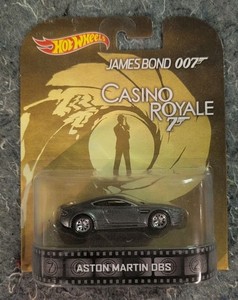 Hot Wheels
JAMES BOND 007
CASINO ROYALE
007
ASTON MARTIN DBS